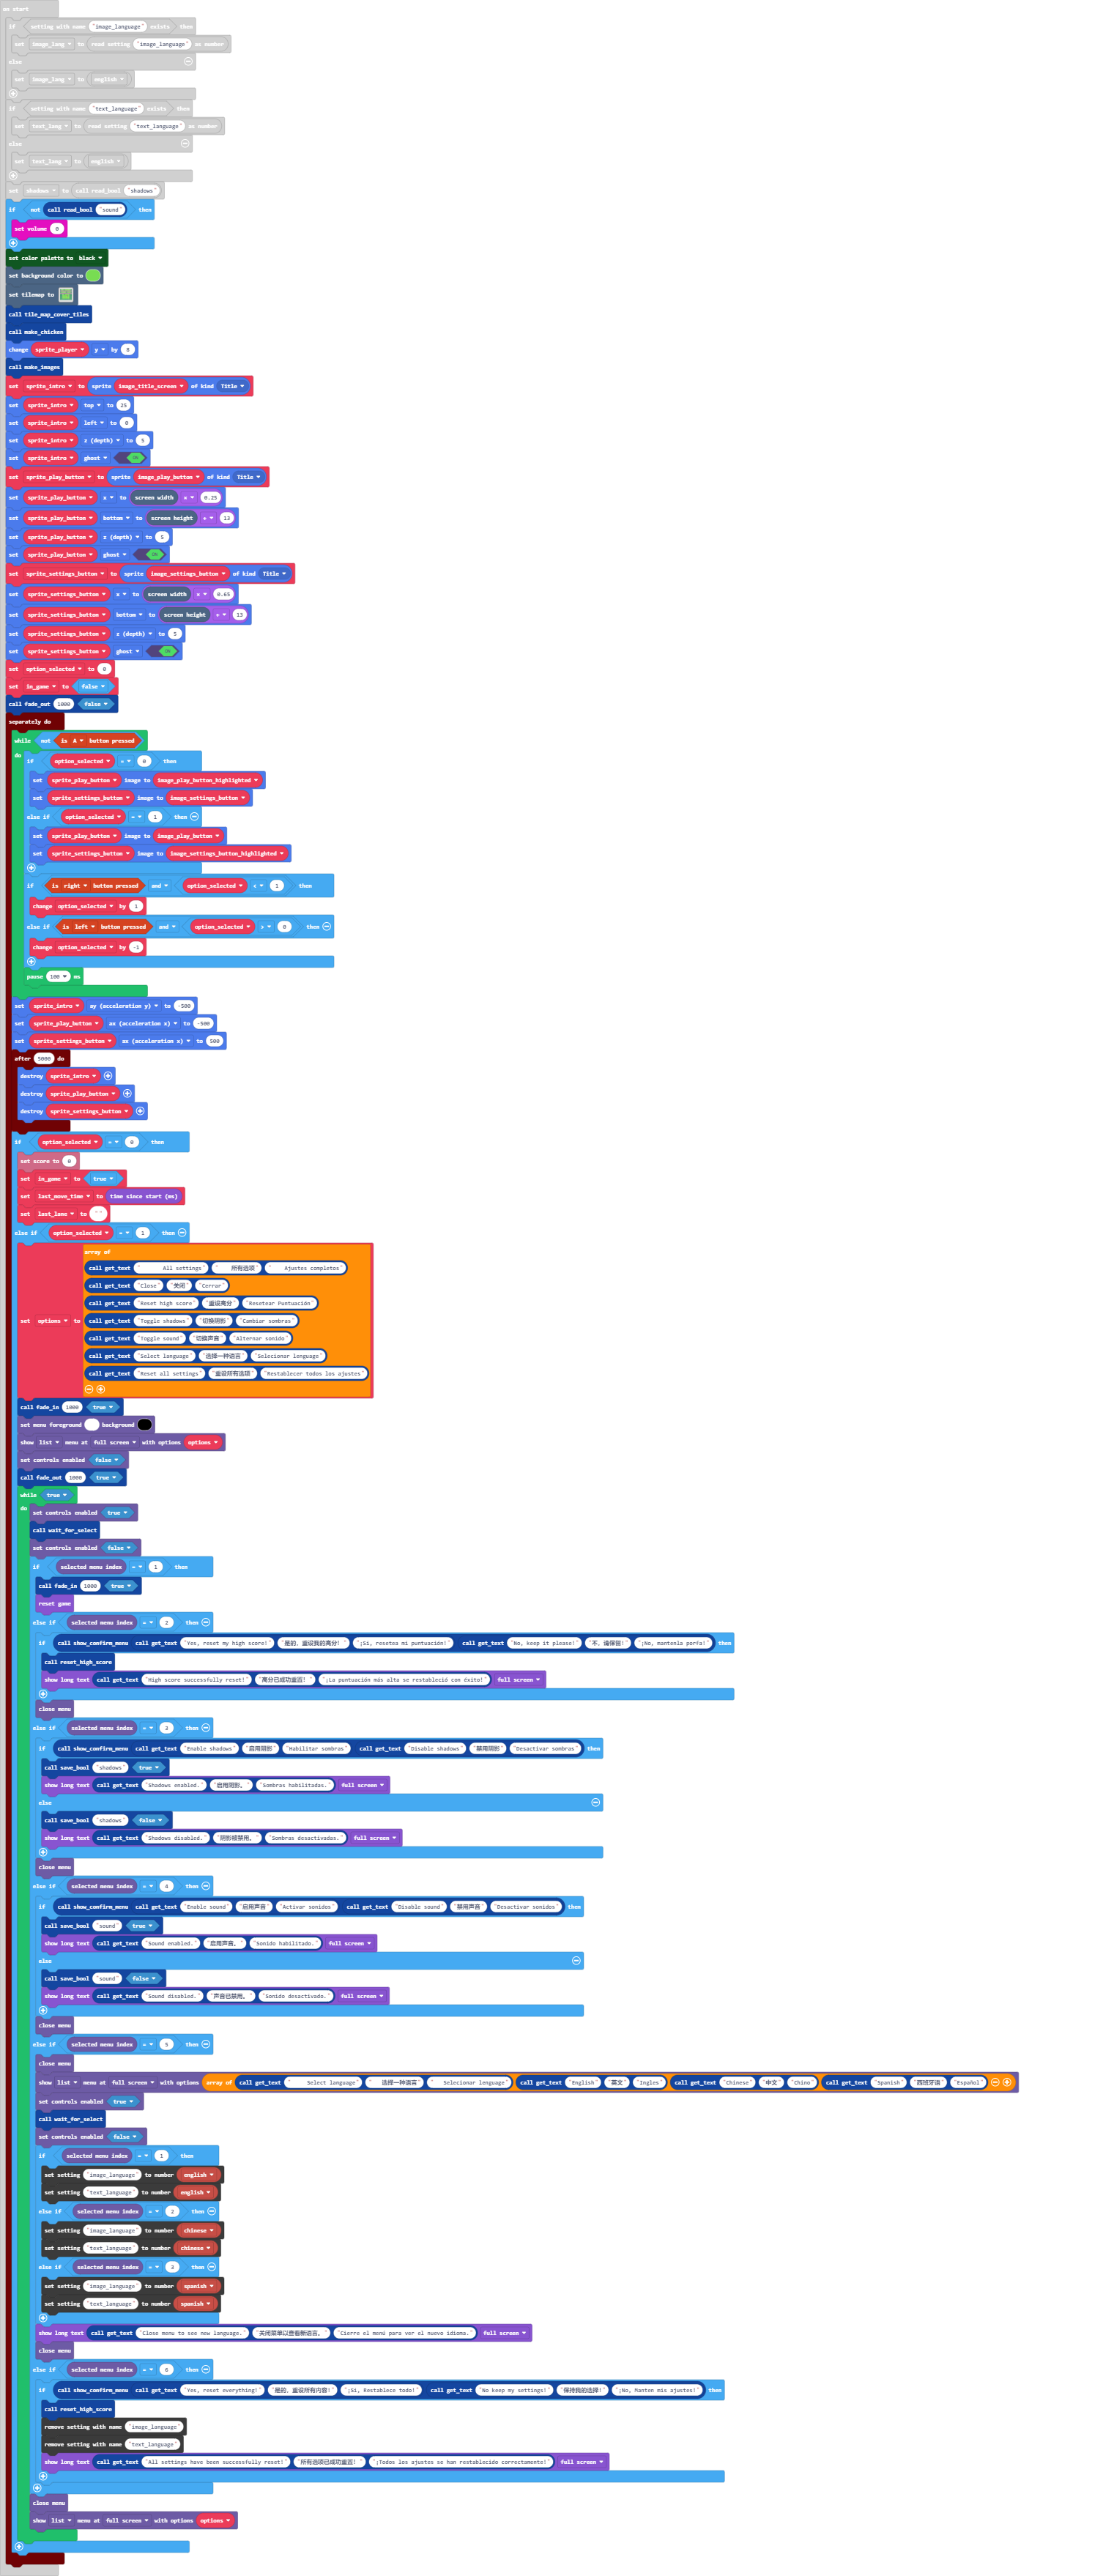 on start
if setting with name "image_language" exists then
set image_lang to read setting "image_language" as number
else
set image_lang to english
if setting with name "text_language" exists then
set text_lang to read setting "text_language" as number
else
set text_lang to english
set shadows to call read_bool "shadows"
if not call read_bool "sound" then
set volume 0
set color palette to black
set background color to
set tilemap to
call tile_map_cover_tiles
call make_chicken
change sprite_player y by 8
call make_images
set sprite_intro to sprite image_title_screen of kind Title
set sprite_intro top to 25
set sprite_intro left to 0
set sprite_intro z (depth) to 5
set sprite_intro ghost ON
set sprite_play_button to sprite image_play_button of kind Title
set sprite_play_button x to screen width × 0.25
set sprite_play_button bottom to screen height 13
set sprite_play_button z (depth) to 5
set sprite_play_button ghost ON
set sprite_settings_button to sprite image_settings_button of kind Title
set sprite_settings_button x to screen width × 0.65
set sprite_settings_button bottom to screen height 13
set sprite_settings_button z (depth) to 5
set sprite_settings_button ghost ON
set option_selected to 0
set in_game to false
call fade_out 1000 false
separately do
while not is A button pressed
do if option_selected = 0 then
set sprite_play_button image to image_play_button_highlighted
set sprite_settings_button image to image_settings_button
else if option_selected = 1 then
set sprite_play_button image to image_play_button
set sprite_settings_button image to image_settings_button_highlighted
if is right button pressed and option_selected < 1 then
change option_selected by 1
else if is left button pressed and option_selected > 0 then
change option_selected by -1
pause 100 ms
set sprite_intro ay (acceleration y) to -500
set sprite_play_button ax (acceleration x) to -500
set sprite_settings_button ax (acceleration x) to 500
after 5000 do
destroy sprite_intro
destroy sprite_play_button
destroy sprite_settings_button
if option_selected = 0 then
set score to 0
set in_game to true
set last_move_time to time since start (ms)
set last_lane to " "
else if option_selected = 1 then
array of
call get_text " All settings" " 所有选项" " Ajustes completos"
call get_text "Close" "关闭" "Cerrar"
call get_text "Reset high score" "重设高分" "Resetear Puntuación"
call get_text "Toggle shadows" "切换阴影" "Cambiar sombras"
set options to
call get_text "Toggle sound" "切换声音" "Alternar sonido"
call get_text "Select language" "选择一种语言" "Selecionar lenguage"
call get_text "Reset all settings" "重设所有选项" "Restablecer todos los ajustes"
call fade_in 1000 true
set menu foreground background
show list menu at full screen with options options
set controls enabled false
call fade_out 1000 true
while true
do set controls enabled true
call wait_for_select
set controls enabled false
if selected menu index = 1 then
call fade_in 1000 true
reset game
else if selected menu index = 2 then
if call show_confirm_menu call get_text "Yes, reset my high score!" "是的，重设我的高分！" "¡Si, resetea mi puntuación!" call get_text "No, keep it please!" "不，请保留!" "¡No, mantenla porfa!" then
call reset_high_score
show long text call get_text "High score successfully reset!" "高分已成功重置！" "¡La puntuación más alta se restableció con éxito!" full screen
close menu
else if selected menu index = 3 then
if call show_confirm_menu call get_text "Enable shadows" "启用阴影" "Habilitar sombras" call get_text "Disable shadows" "禁用阴影" "Desactivar sombras" then
call save_bool "shadows" true
show long text call get_text "Shadows enabled." "启用阴影。" "Sombras habilitadas." full screen
else
call save_bool "shadows" false
show long text call get_text "Shadows disabled." "阴影被禁用。" "Sombras desactivadas." full screen
close menu
else if selected menu index = 4 then
if call show_confirm_menu call get_text "Enable sound" "启用声音" "Activar sonidos" call get_text "Disable sound" "禁用声音" "Desactivar sonidos" then
call save_bool "sound" true
show long text call get_text "Sound enabled." "启用声音。" "Sonido habilitado." full screen
else
call save_bool "sound" false
show long text call get_text "Sound disabled." "声音已禁用。" "Sonido desactivado." full screen
close menu
else if selected menu index = 5 then
close menu
show list menu at full screen with options array of call get_text " Select language" " 选择一种语言" " Selecionar lenguage" call get_text "English" "英文" "Ingles" call get_text "Chinese" "中文" "Chino" call get_text "Spanish" "西班牙语" "Español"
set controls enabled true
call wait_for_select
set controls enabled false
if selected menu index = 1 then
set setting "image_language" to number english
set setting "text_language" to number english
else if selected menu index = 2 then
set setting "image_language" to number chinese
set setting "text_language" to number chinese
else if selected menu index = 3 then
set setting "image_language" to number spanish
set setting "text_language" to number spanish
show long text call get_text "Close menu to see new language." "关闭菜单以查看新语言。" "Cierre el menú para ver el nuevo idioma." full screen
close menu
else if selected menu index = 6 then
if call show_confirm_menu call get_text "Yes, reset everything!" "是的，重设所有内容!" "¡Si, Restablece todo!" call get_text "No keep my settings!" "保持我的选择!" "¡No, Manten mis ajustes!" then
call reset_high_score
remove setting with name "image_language"
remove setting with name "text_language"
show long text call get_text "All settings have been successfully reset!" "所有选项已成功重置！" "¡Todos los ajustes se han restablecido correctamente!" full screen
close menu
show list menu at full screen with options options